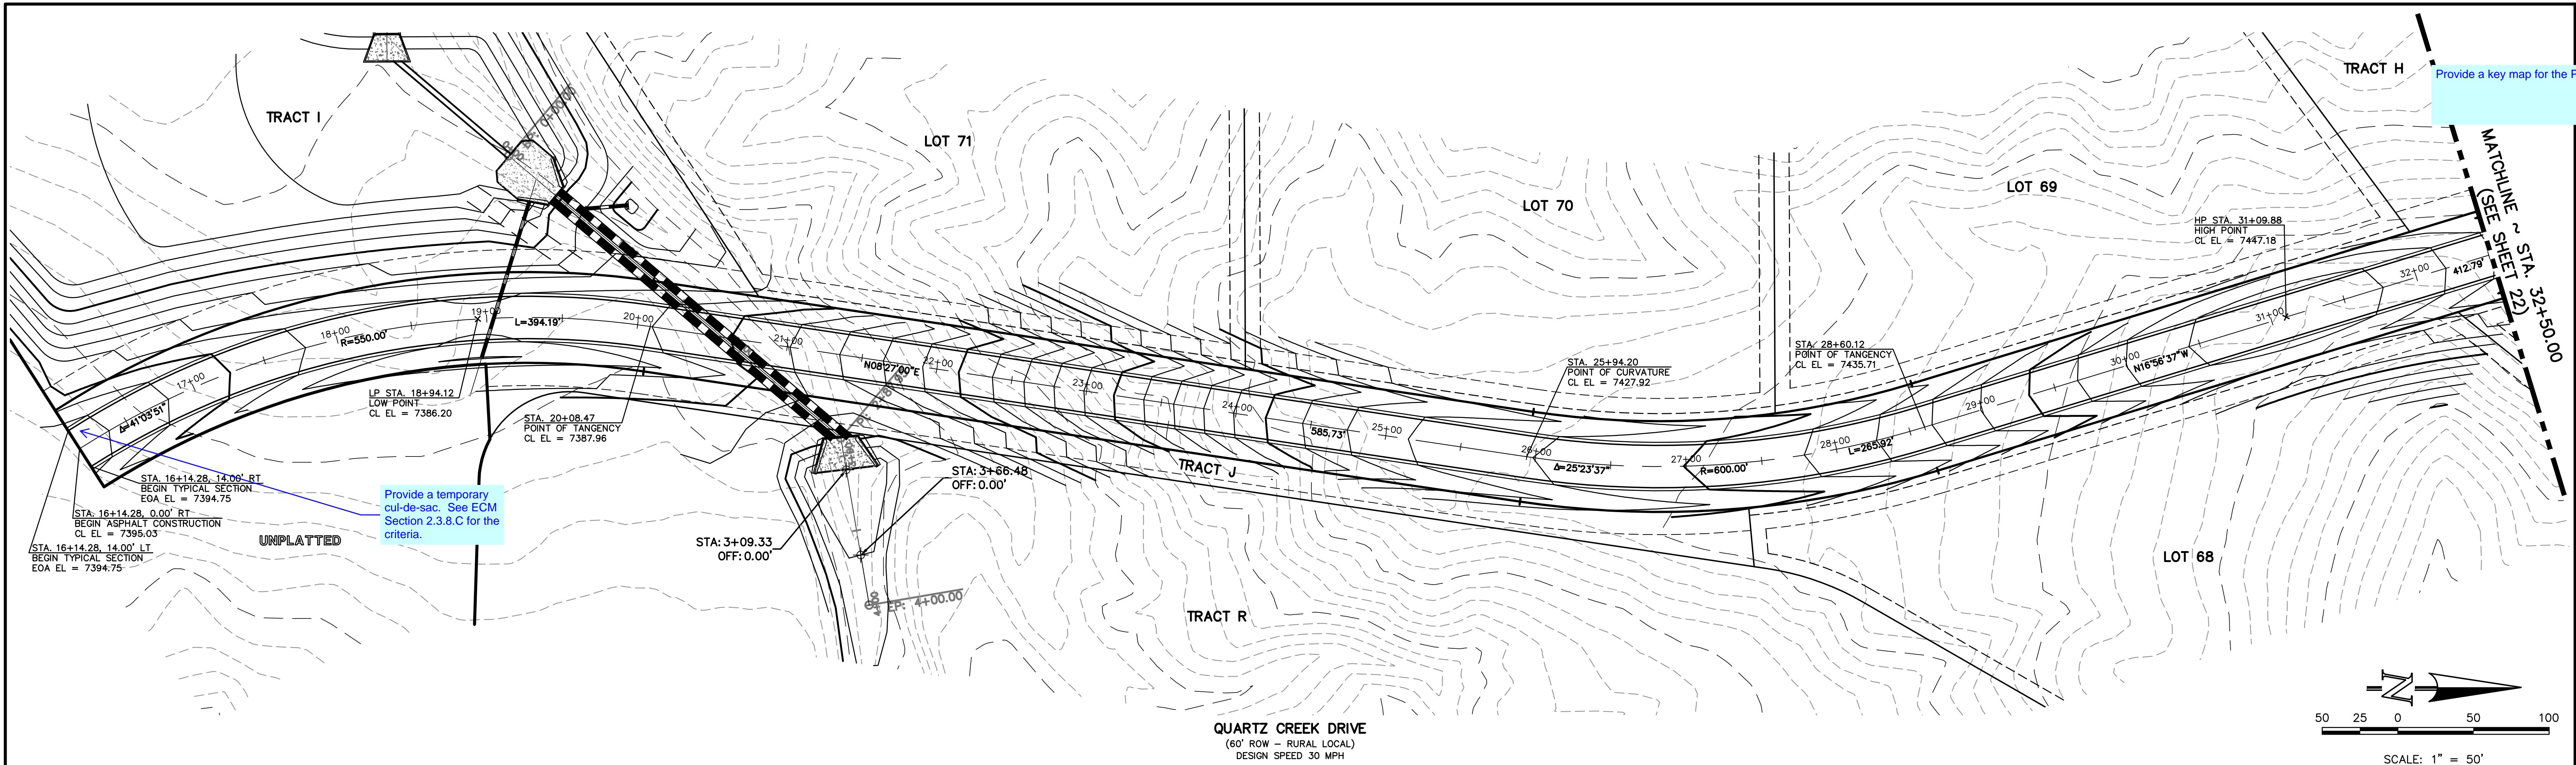 TRACT I
BP: 0+00.00
LOT 71
LOT 70
LOT 69
TRACT H
Provide a key map for the P
MATCHLINE ~ STA. 32+50.00
(SEE SHEET 22)
HP STA. 31+09.88
HIGH POINT
CL EL = 7447.18
412.79'
32+00
31+00
30+00
N16°56'37"W
29+00
28+00
L=265.92'
STA. 28+60.12
POINT OF TANGENCY
CL EL = 7435.71
R=600.00'
27+00
Δ=25°23'37"
26+00
STA. 25+94.20
POINT OF CURVATURE
CL EL = 7427.92
25+00
585.73'
24+00
23+00
22+00
N08°27'00"E
21+00
20+00
L=394.19'
19+00
R=550.00'
18+00
17+00
Δ=41°03'51"
LP STA. 18+94.12
LOW POINT
CL EL = 7386.20
STA. 20+08.47
POINT OF TANGENCY
CL EL = 7387.96
STA. 16+14.28, 14.00' RT
BEGIN TYPICAL SECTION
EOA EL = 7394.75
STA. 16+14.28, 0.00' RT
BEGIN ASPHALT CONSTRUCTION
CL EL = 7395.03
STA. 16+14.28, 14.00' LT
BEGIN TYPICAL SECTION
EOA EL = 7394.75
UNPLATTED
Provide a temporary
cul-de-sac. See ECM
Section 2.3.8.C for the
criteria.
STA: 3+66.48
OFF: 0.00'
STA: 3+09.33
OFF: 0.00'
4+00
EP: 4+00.00
TRACT J
TRACT R
LOT 68
QUARTZ CREEK DRIVE
(60' ROW – RURAL LOCAL)
DESIGN SPEED 30 MPH
N
50 25 0 50 100
SCALE: 1" = 50'